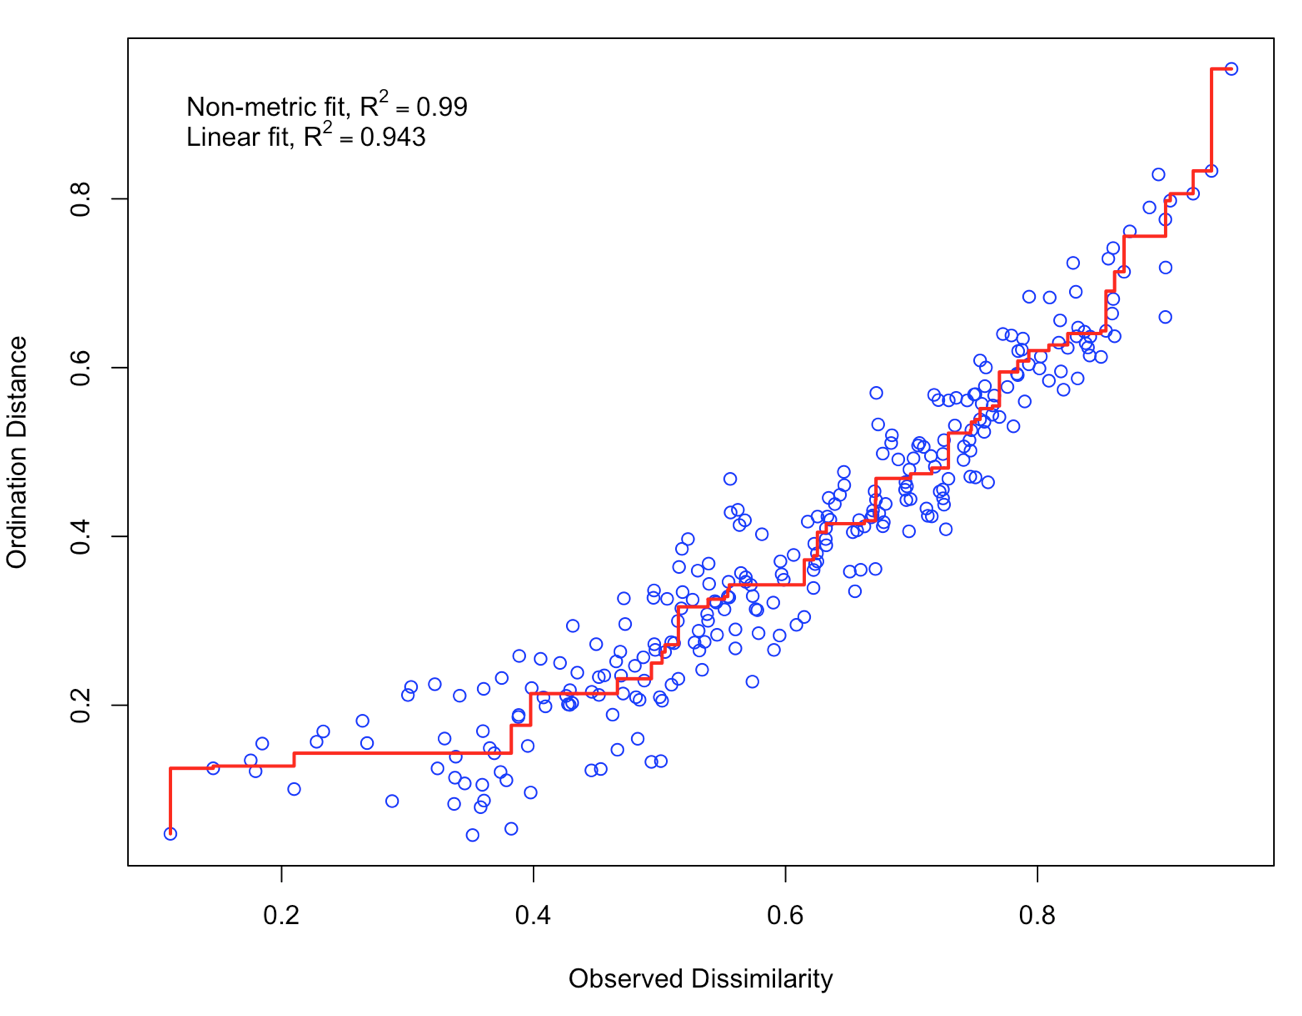 Non-metric fit, R² = 0.99
Linear fit, R² = 0.943
Ordination Distance
0.8
0.6
0.4
0.2
0.2 0.4 0.6 0.8
Observed Dissimilarity